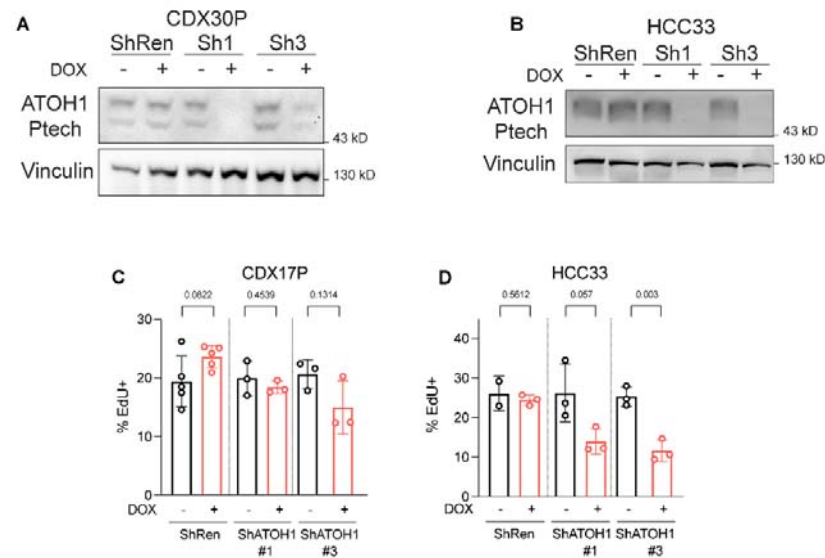 A
CDX30P
ShRen Sh1 Sh3
DOX - + - + - +
ATOH1
Ptech
43 kD
Vinculin
130 kD
B
HCC33
ShRen Sh1 Sh3
DOX - + - + - +
ATOH1
Ptech
43 kD
Vinculin
130 kD
C
CDX17P
0.0822 0.4539 0.1314
30
20
10
0
% EdU+
DOX - + - + - +
ShRen ShATOH1 ShATOH1
#1 #3
D
HCC33
0.5612 0.057 0.003
40
30
20
10
0
% EdU+
DOX - + - + - +
ShRen ShATOH1 ShATOH1
#1 #3